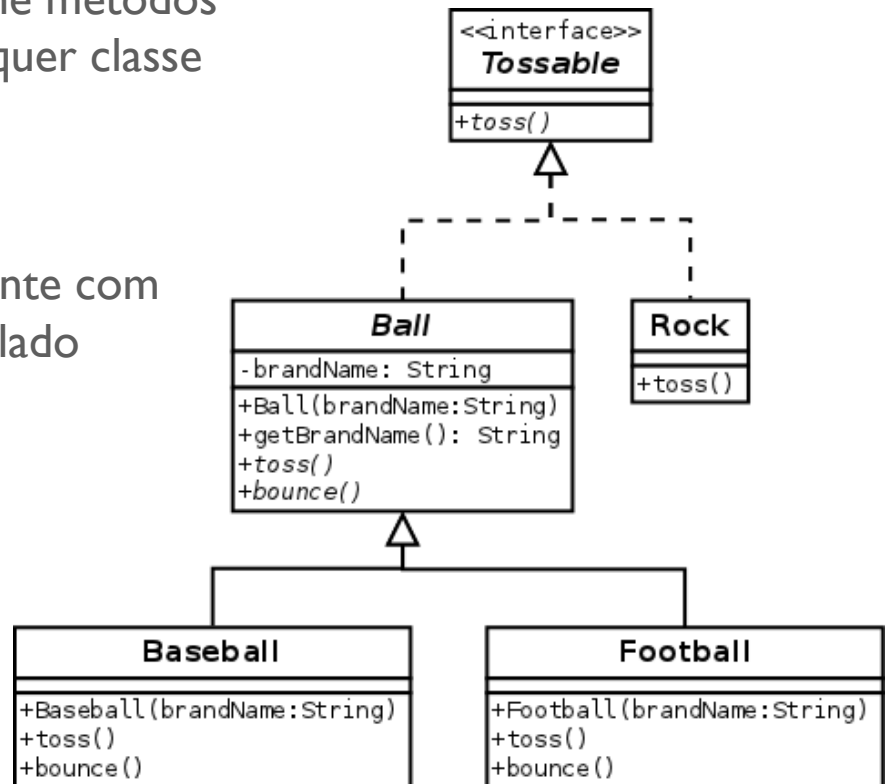 e métodos
quer classe
nte com
lado
<<interface>>
Tossable
+toss()
Ball
-brandName: String
+Ball(brandName:String)
+getBrandName(): String
+toss()
+bounce()
Rock
+toss()
Baseball
+Baseball(brandName:String)
+toss()
+bounce()
Football
+Football(brandName:String)
+toss()
+bounce()